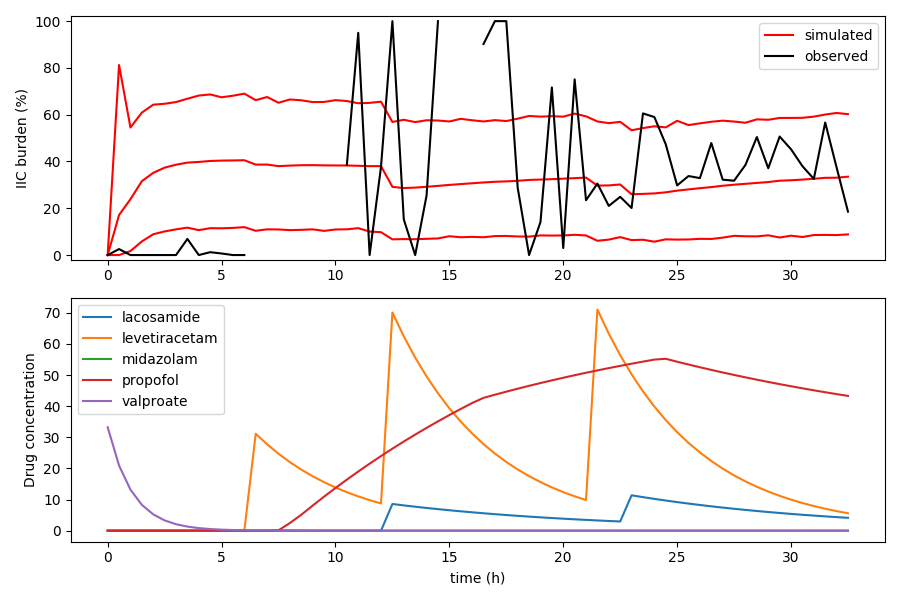 100
80
60
40
20
0
IIC burden (%)
simulated
observed
0 5 10 15 20 25 30
70
60
50
40
30
20
10
0
Drug concentration
lacosamide
levetiracetam
midazolam
propofol
valproate
0 5 10 15 20 25 30
time (h)